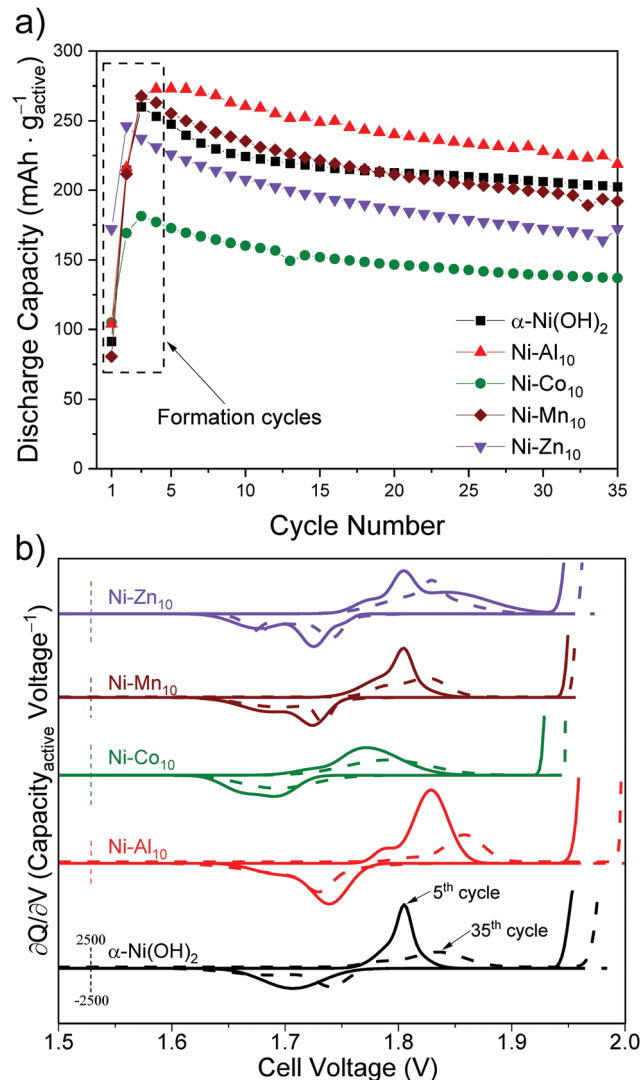 a)
300
250
200
150
100
50
0
Discharge Capacity (mAh · g⁻¹active)
α-Ni(OH)₂
Ni-Al₁₀
Ni-Co₁₀
Ni-Mn₁₀
Ni-Zn₁₀
Formation cycles
1 5 10 15 20 25 30 35
Cycle Number
b)
∂Q/∂V (Capacityactive Voltage⁻¹)
Ni-Zn₁₀
Ni-Mn₁₀
Ni-Co₁₀
Ni-Al₁₀
5th cycle
35th cycle
2500
α-Ni(OH)₂
-2500
1.5 1.6 1.7 1.8 1.9 2.0
Cell Voltage (V)